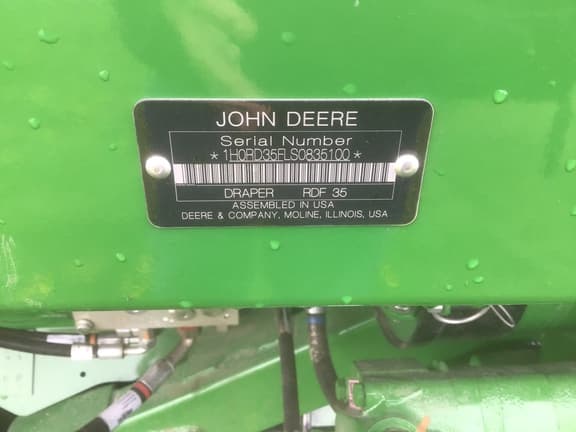 JOHN DEERE
Serial Number
*1H0RD35FLS0835100*
DRAPER RDF 35
ASSEMBLED IN USA
DEERE & COMPANY, MOLINE, ILLINOIS, USA